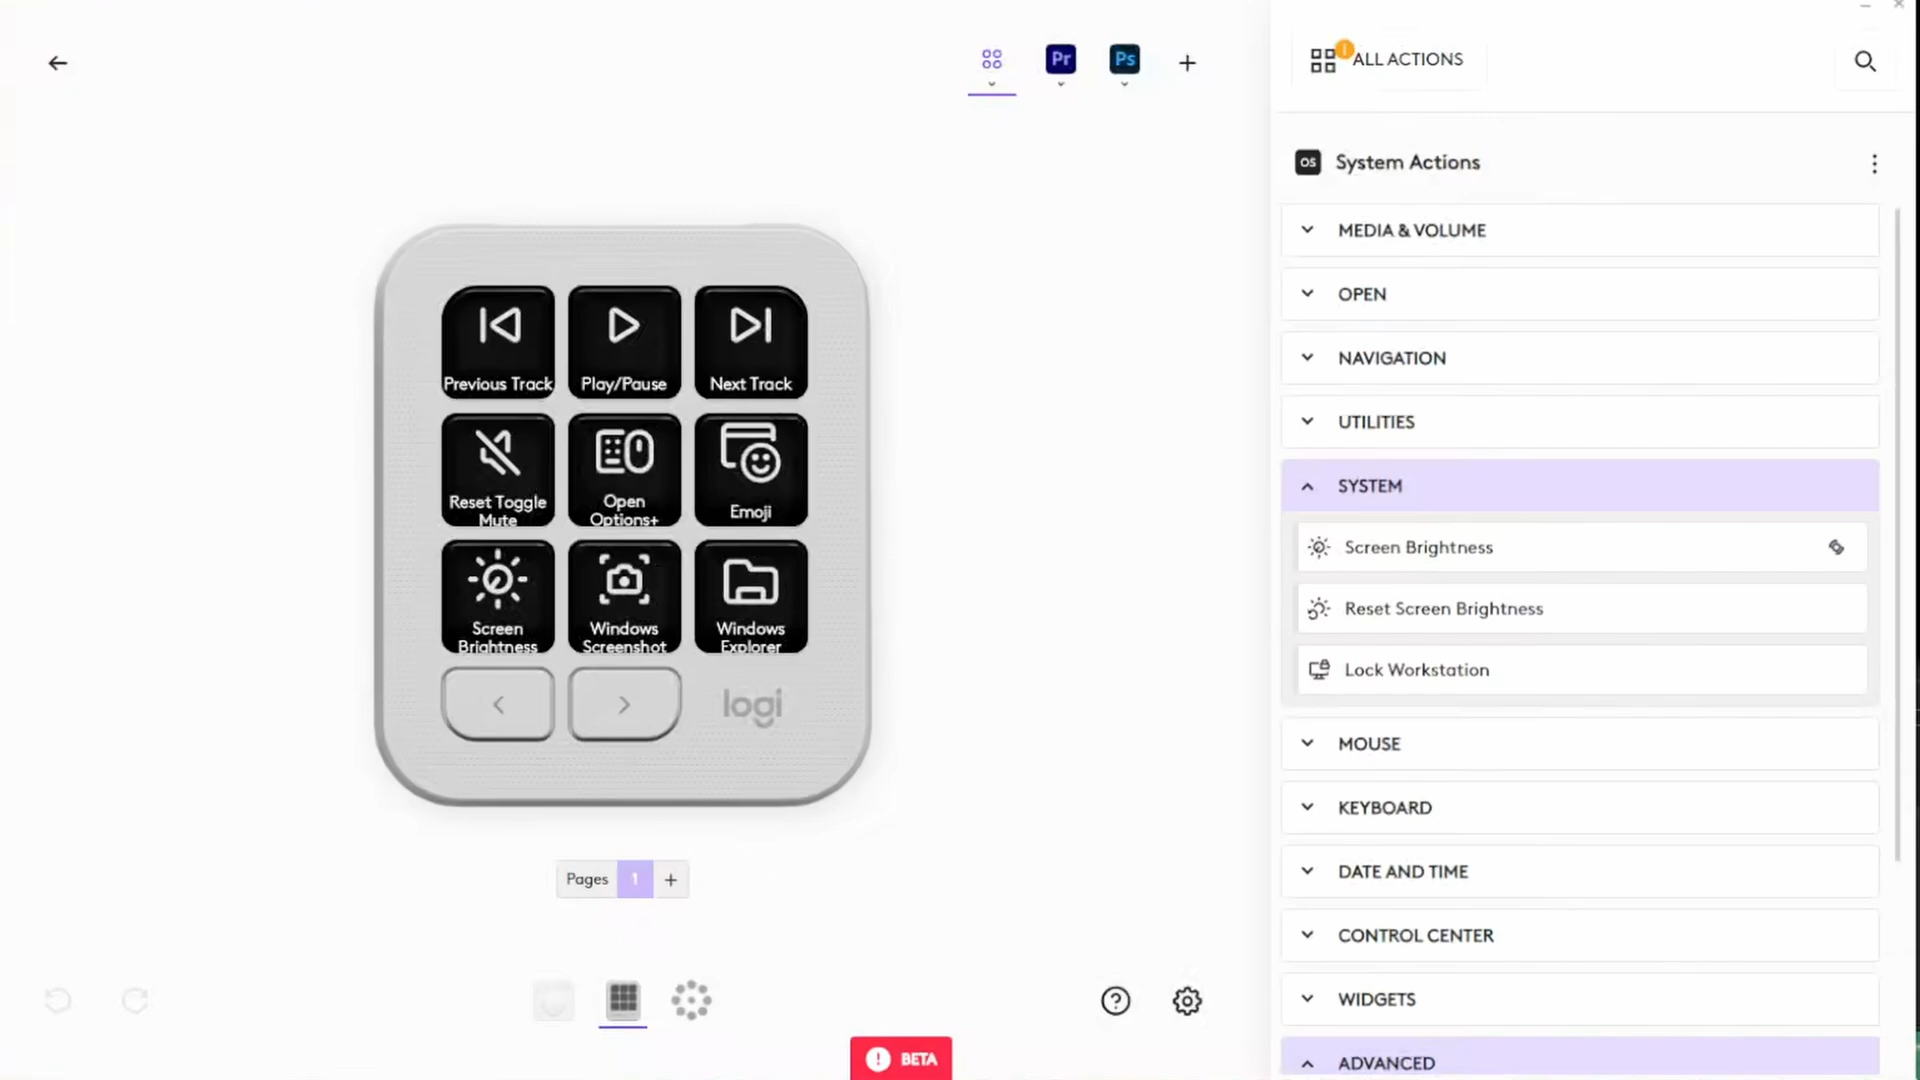 Pr
Ps
ALL ACTIONS
OS
System Actions
MEDIA & VOLUME
OPEN
NAVIGATION
UTILITIES
SYSTEM
Screen Brightness
Reset Screen Brightness
Lock Workstation
MOUSE
KEYBOARD
DATE AND TIME
CONTROL CENTER
WIDGETS
ADVANCED
Previous Track
Play/Pause
Next Track
Reset Toggle
Mute
Open
Options+
Emoji
Screen
Brightness
Windows
Screenshot
Windows
Explorer
logi
Pages 1 +
BETA